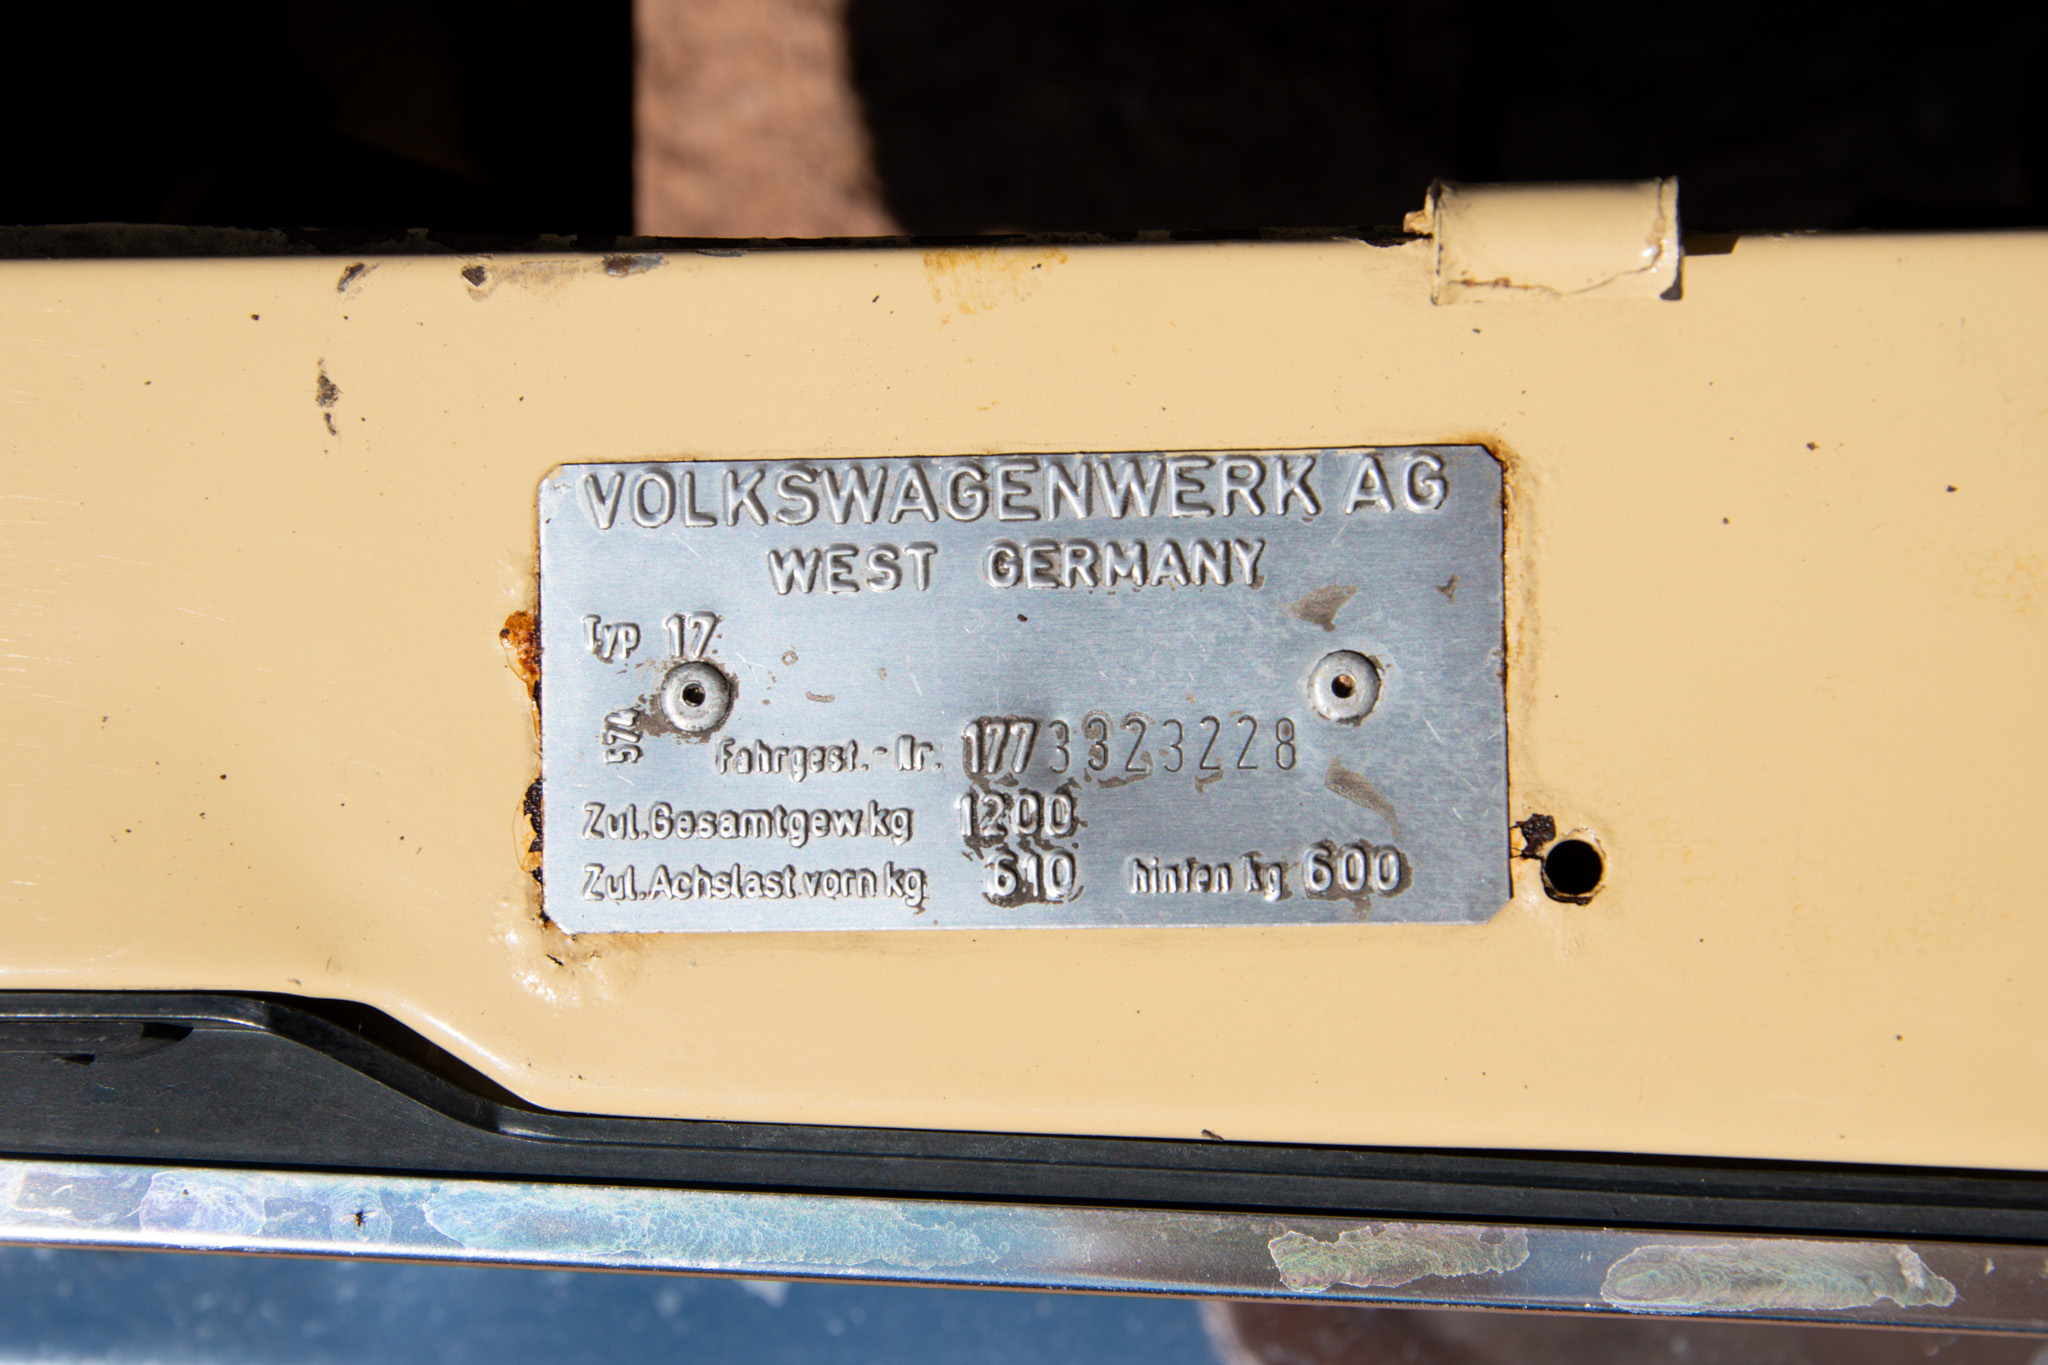 VOLKSWAGENWERK AG
WEST GERMANY
Typ 17
574
Fahrgest.-Nr. 1773323228
Zul.Gesamtgew kg 1200
Zul.Achslast vorn kg 610 hinten kg 600